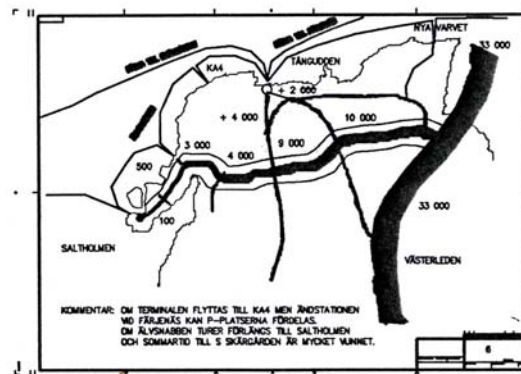 NYA VARVET
33 000
TÅNGUDDEN
KA4
+ 2 000
+ 4 000
10 000
3 000
9 000
4 000
500
100
33 000
SALTHOLMEN
VÄSTERLEDEN
KOMMENTAR: OM TERMINALEN FLYTTAS TILL KA4 MEN ÄNDSTATIONEN
VID FÄRJENÄS KAN P-PLATSERNA FÖRDELAS.
OM ÄLVSNABBEN TURER FÖRLÄNGS TILL SALTHOLMEN
OCH SOMMARTID TILL S SKÄRGÅRDEN ÄR MYCKET VUNNET.
6